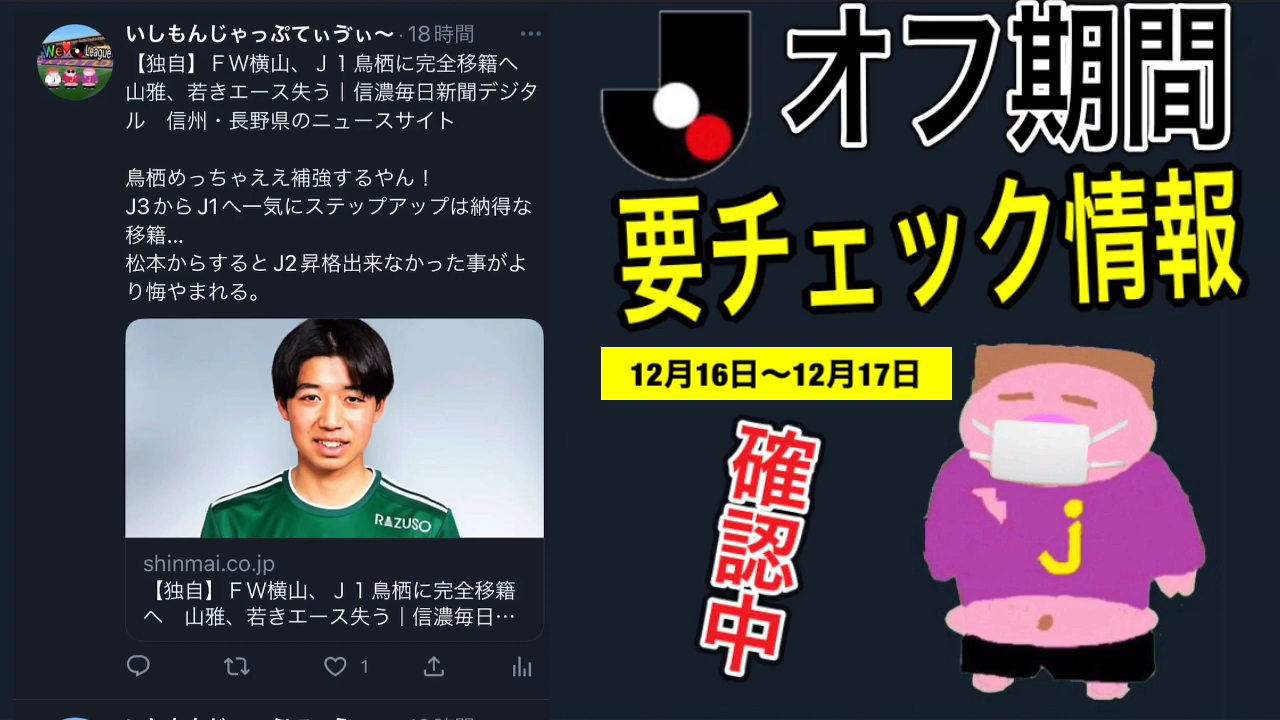 いしもんじゃっぷてぃゔぃ〜 · 18時間
【独自】ＦＷ横山、Ｊ１鳥栖に完全移籍へ
山雅、若きエース失う｜信濃毎日新聞デジタ
ル　信州・長野県のニュースサイト
鳥栖めっちゃええ補強するやん！
J3からJ1へ一気にステップアップは納得な
移籍…
松本からするとJ2昇格出来なかった事がよ
り悔やまれる。
RAZUSO
shinmai.co.jp
【独自】ＦＷ横山、Ｊ１鳥栖に完全移籍
へ　山雅、若きエース失う｜信濃毎日…
1
We League
オフ期間
要チェック情報
12月16日〜12月17日
確認中
j